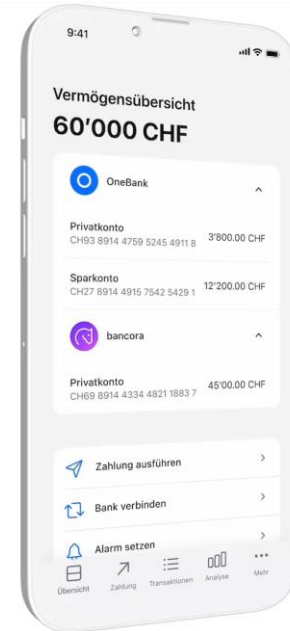 9:41
Vermögensübersicht
60’000 CHF
OneBank
Privatkonto
CH93 8914 4759 5245 4911 8
3'800.00 CHF
Sparkonto
CH27 8914 4915 7542 5429 1
12'200.00 CHF
bancora
Privatkonto
CH69 8914 4334 4821 1883 7
45'00.00 CHF
Zahlung ausführen
Bank verbinden
Alarm setzen
Übersicht
Zahlung
Transaktionen
Analyse
Mehr